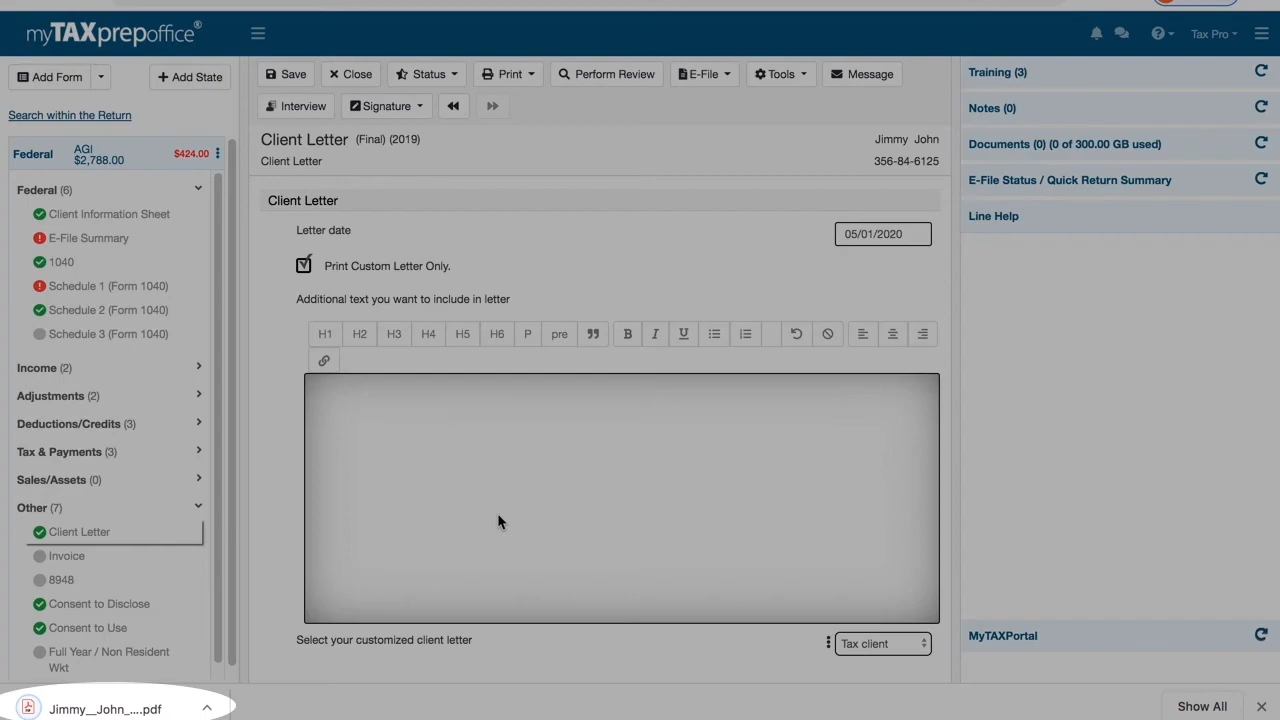 myTAXprepoffice®
Tax Pro
Add Form
Add State
Search within the Return
Federal AGI $2,788.00 $424.00
Federal (6)
Client Information Sheet
E-File Summary
1040
Schedule 1 (Form 1040)
Schedule 2 (Form 1040)
Schedule 3 (Form 1040)
Income (2)
Adjustments (2)
Deductions/Credits (3)
Tax & Payments (3)
Sales/Assets (0)
Other (7)
Client Letter
Invoice
8948
Consent to Disclose
Consent to Use
Full Year / Non Resident
Wkt
Save Close Status Print Perform Review E-File Tools Message
Interview Signature
Client Letter (Final) (2019) Jimmy John
Client Letter 356-84-6125
Client Letter
Letter date 05/01/2020
Print Custom Letter Only.
Additional text you want to include in letter
H1 H2 H3 H4 H5 H6 P pre B I U
Select your customized client letter Tax client
Training (3)
Notes (0)
Documents (0) (0 of 300.00 GB used)
E-File Status / Quick Return Summary
Line Help
MyTAXPortal
Jimmy__John_....pdf
Show All